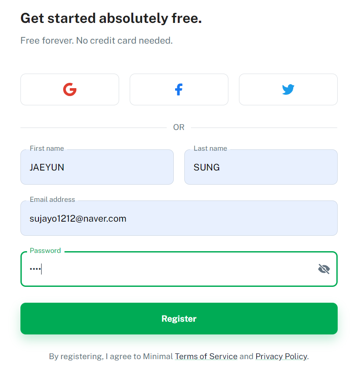 Get started absolutely free.
Free forever. No credit card needed.
OR
First name
JAEYUN
Last name
SUNG
Email address
sujayo1212@naver.com
Password
••••
Register
By registering, I agree to Minimal Terms of Service and Privacy Policy.